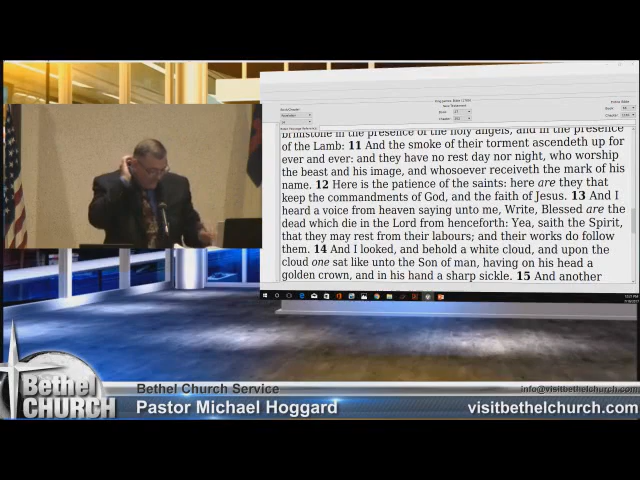 King James Bible (1769)
New Testament
Book:
Chapter:
brimstone in the presence of the holy angels, and in the presence
of the Lamb: 11 And the smoke of their torment ascendeth up for
ever and ever: and they have no rest day nor night, who worship
the beast and his image, and whosoever receiveth the mark of his
name. 12 Here is the patience of the saints: here are they that
keep the commandments of God, and the faith of Jesus. 13 And I
heard a voice from heaven saying unto me, Write, Blessed are the
dead which die in the Lord from henceforth: Yea, saith the Spirit,
that they may rest from their labours; and their works do follow
them. 14 And I looked, and behold a white cloud, and upon the
cloud one sat like unto the Son of man, having on his head a
golden crown, and in his hand a sharp sickle. 15 And another
Bethel
CHURCH
Bethel Church Service
info@visitbethelchurch.com
Pastor Michael Hoggard
visitbethelchurch.com